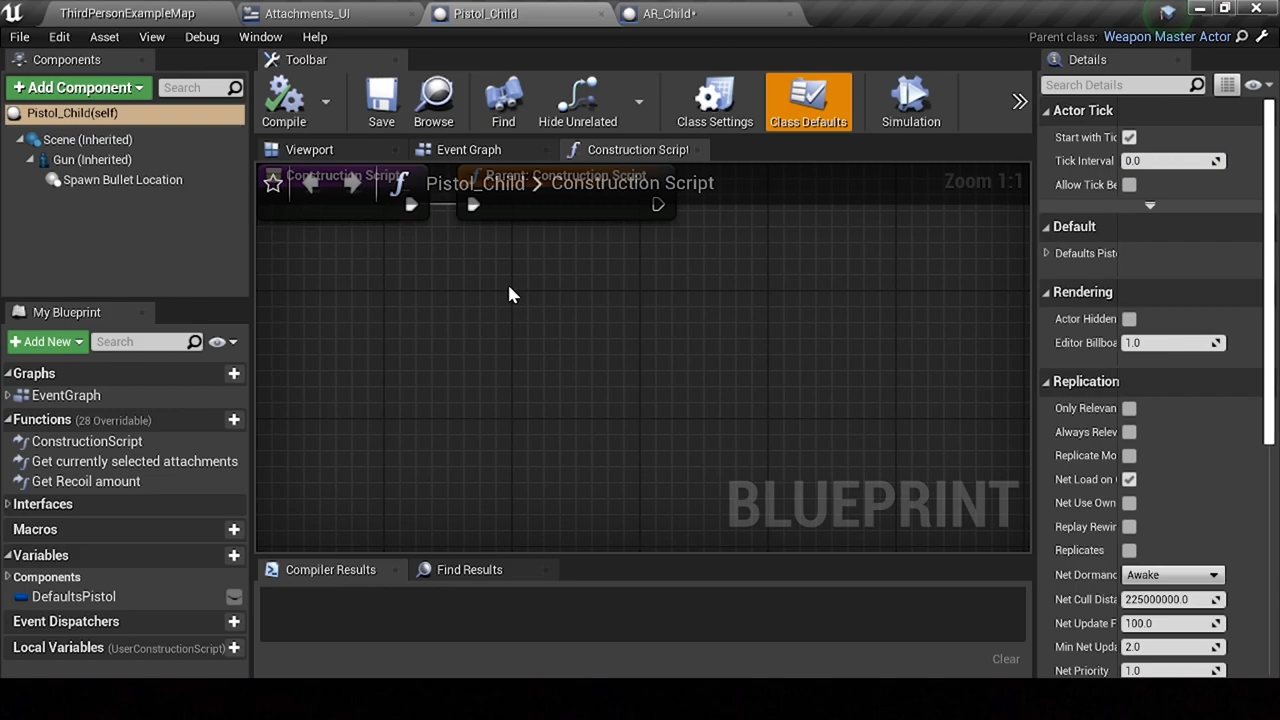 ThirdPersonExampleMap
Attachments_UI
Pistol_Child
AR_Child•
File Edit Asset View Debug Window Help
Parent class: Weapon Master Actor
Components
Toolbar
Details
+ Add Component
Search
Compile
Save
Browse
Find
Hide Unrelated
Class Settings
Class Defaults
Simulation
Search Details
Pistol_Child(self)
Scene (Inherited)
Gun (Inherited)
Spawn Bullet Location
Viewport
Event Graph
Construction Script
Construction Script
Parent: Construction Script
Pistol_Child > Construction Script
Zoom 1:1
BLUEPRINT
Actor Tick
Start with Tic
Tick Interval 0.0
Allow Tick Be
Default
Defaults Pist
Rendering
Actor Hidden
Editor Billboa 1.0
Replication
Only Relevan
Always Relev
Replicate Mo
Net Load on
Net Use Own
Replay Rewin
Replicates
Net Dormanc Awake
Net Cull Dista 225000000.0
Net Update F 100.0
Min Net Upda 2.0
Net Priority 1.0
My Blueprint
+ Add New
Search
Graphs
EventGraph
Functions (28 Overridable)
ConstructionScript
Get currently selected attachments
Get Recoil amount
Interfaces
Macros
Variables
Components
DefaultsPistol
Event Dispatchers
Local Variables (UserConstructionScript)
Compiler Results
Find Results
Clear